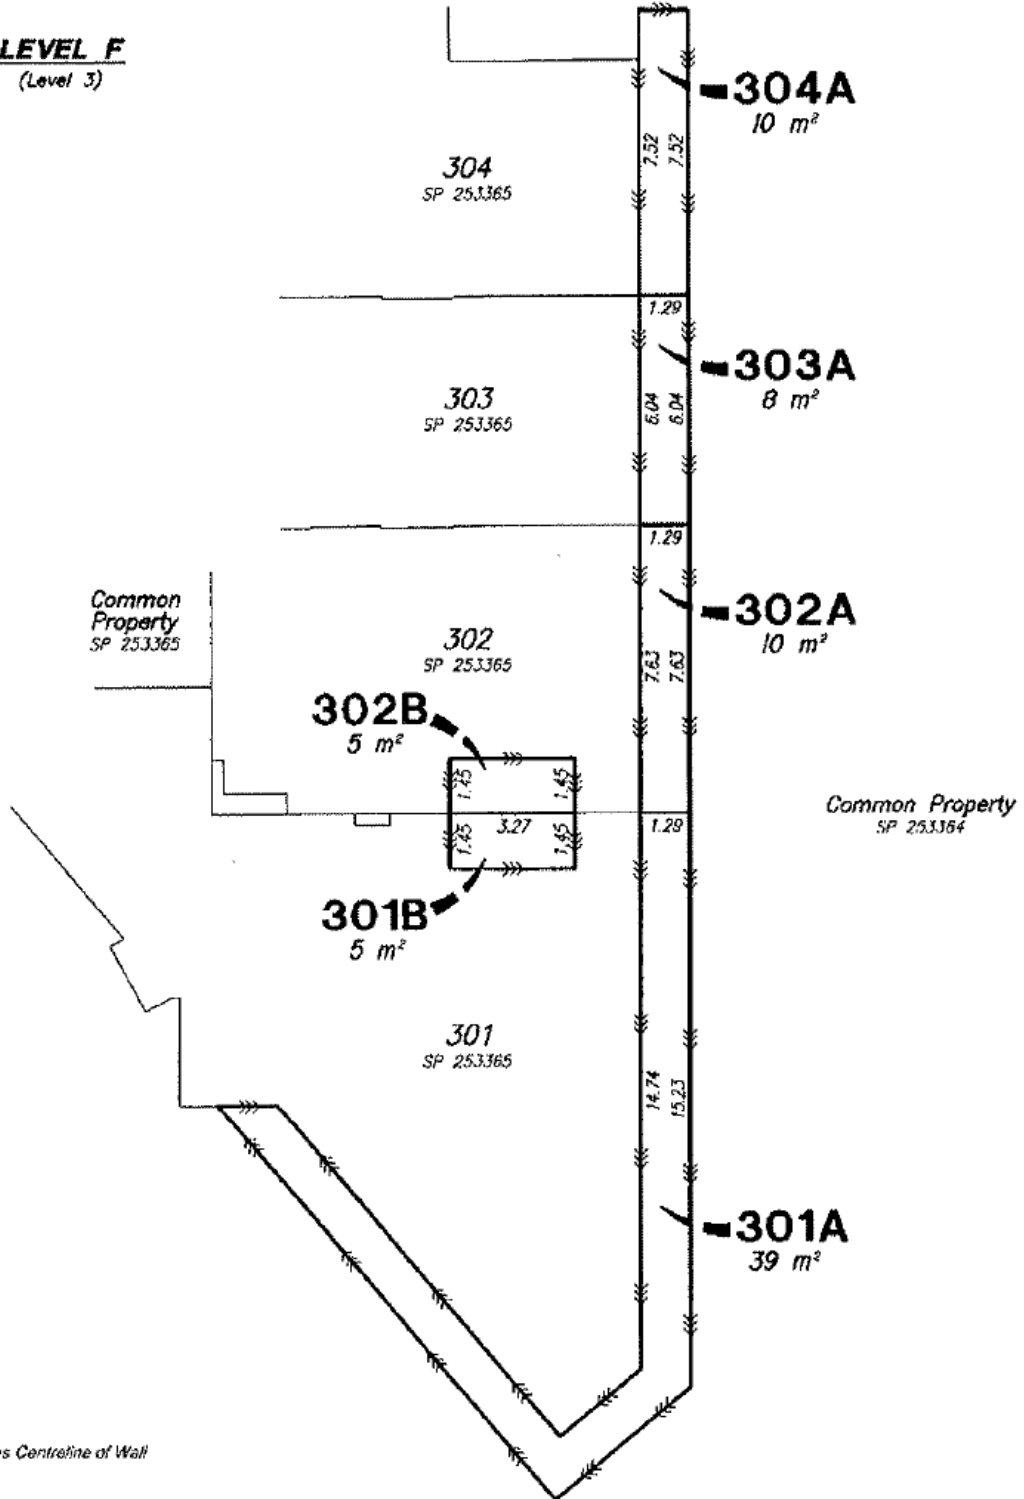 LEVEL F
(Level 3)
304A
10 m²
7.52
7.52
304
SP 253365
1.29
303A
8 m²
6.04
6.04
303
SP 253365
1.29
302A
10 m²
7.63
7.63
Common
Property
SP 253365
302
SP 253365
302B
5 m²
1.45
1.45
3.27
1.29
Common Property
SP 253364
1.45
1.45
301B
5 m²
301
SP 253365
14.74
15.23
301A
39 m²
Centreline of Wall